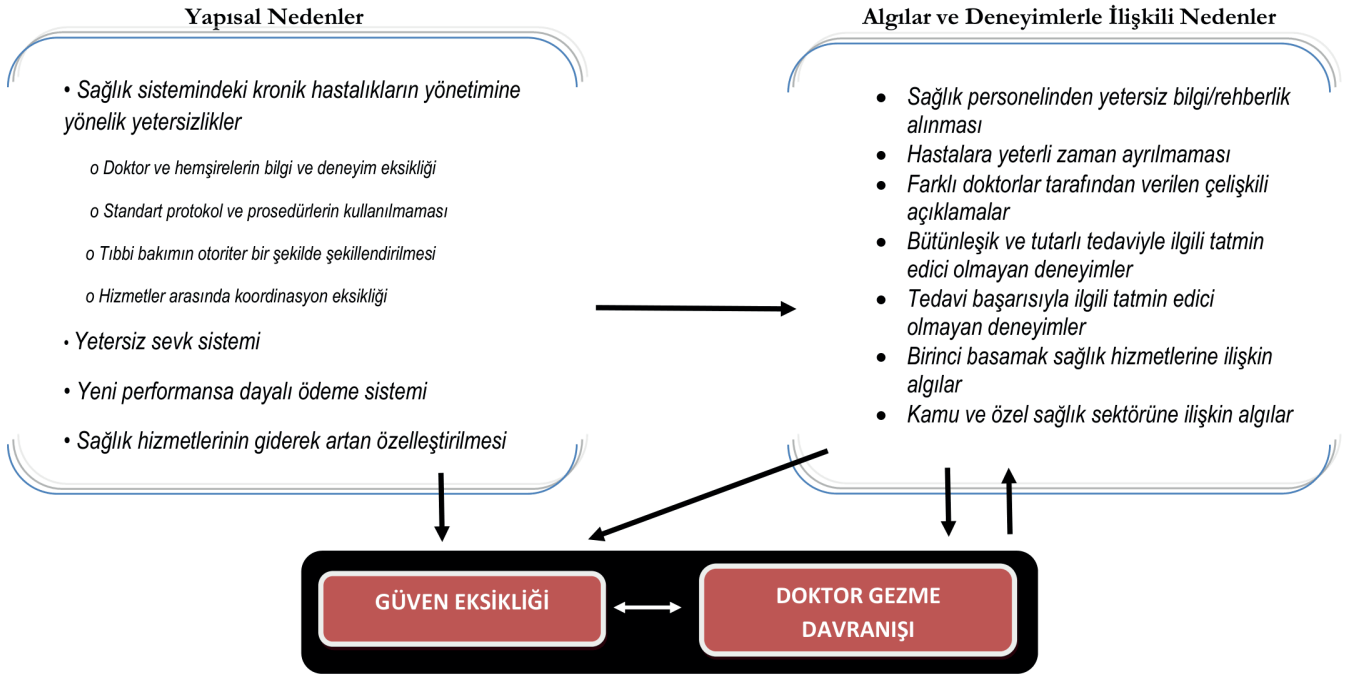 Yapısal Nedenler
• Sağlık sistemindeki kronik hastalıkların yönetimine
yönelik yetersizlikler
o Doktor ve hemşirelerin bilgi ve deneyim eksikliği
o Standart protokol ve prosedürlerin kullanılmaması
o Tıbbi bakımın otoriter bir şekilde şekillendirilmesi
o Hizmetler arasında koordinasyon eksikliği
• Yetersiz sevk sistemi
• Yeni performansa dayalı ödeme sistemi
• Sağlık hizmetlerinin giderek artan özelleştirilmesi
Algılar ve Deneyimlerle İlişkili Nedenler
• Sağlık personelinden yetersiz bilgi/rehberlik
alınması
• Hastalara yeterli zaman ayrılmaması
• Farklı doktorlar tarafından verilen çelişkili
açıklamalar
• Bütünleşik ve tutarlı tedaviyle ilgili tatmin
edici olmayan deneyimler
• Tedavi başarısıyla ilgili tatmin edici
olmayan deneyimler
• Birinci basamak sağlık hizmetlerine ilişkin
algılar
• Kamu ve özel sağlık sektörüne ilişkin algılar
GÜVEN EKSİKLİĞİ
DOKTOR GEZME
DAVRANIŞI